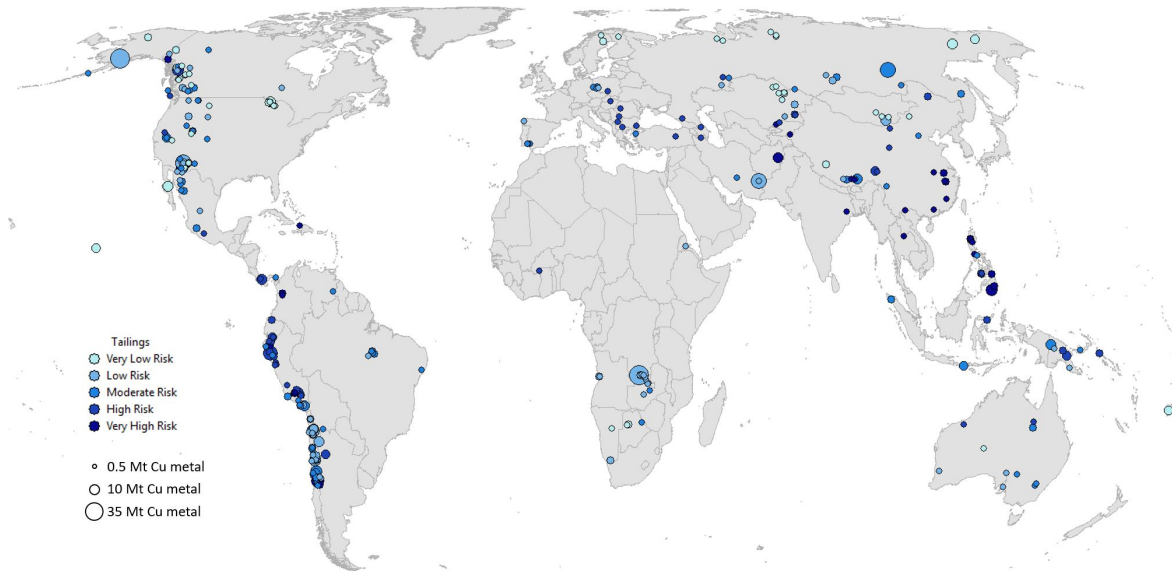 Tailings
Very Low Risk
Low Risk
Moderate Risk
High Risk
Very High Risk
0.5 Mt Cu metal
10 Mt Cu metal
35 Mt Cu metal